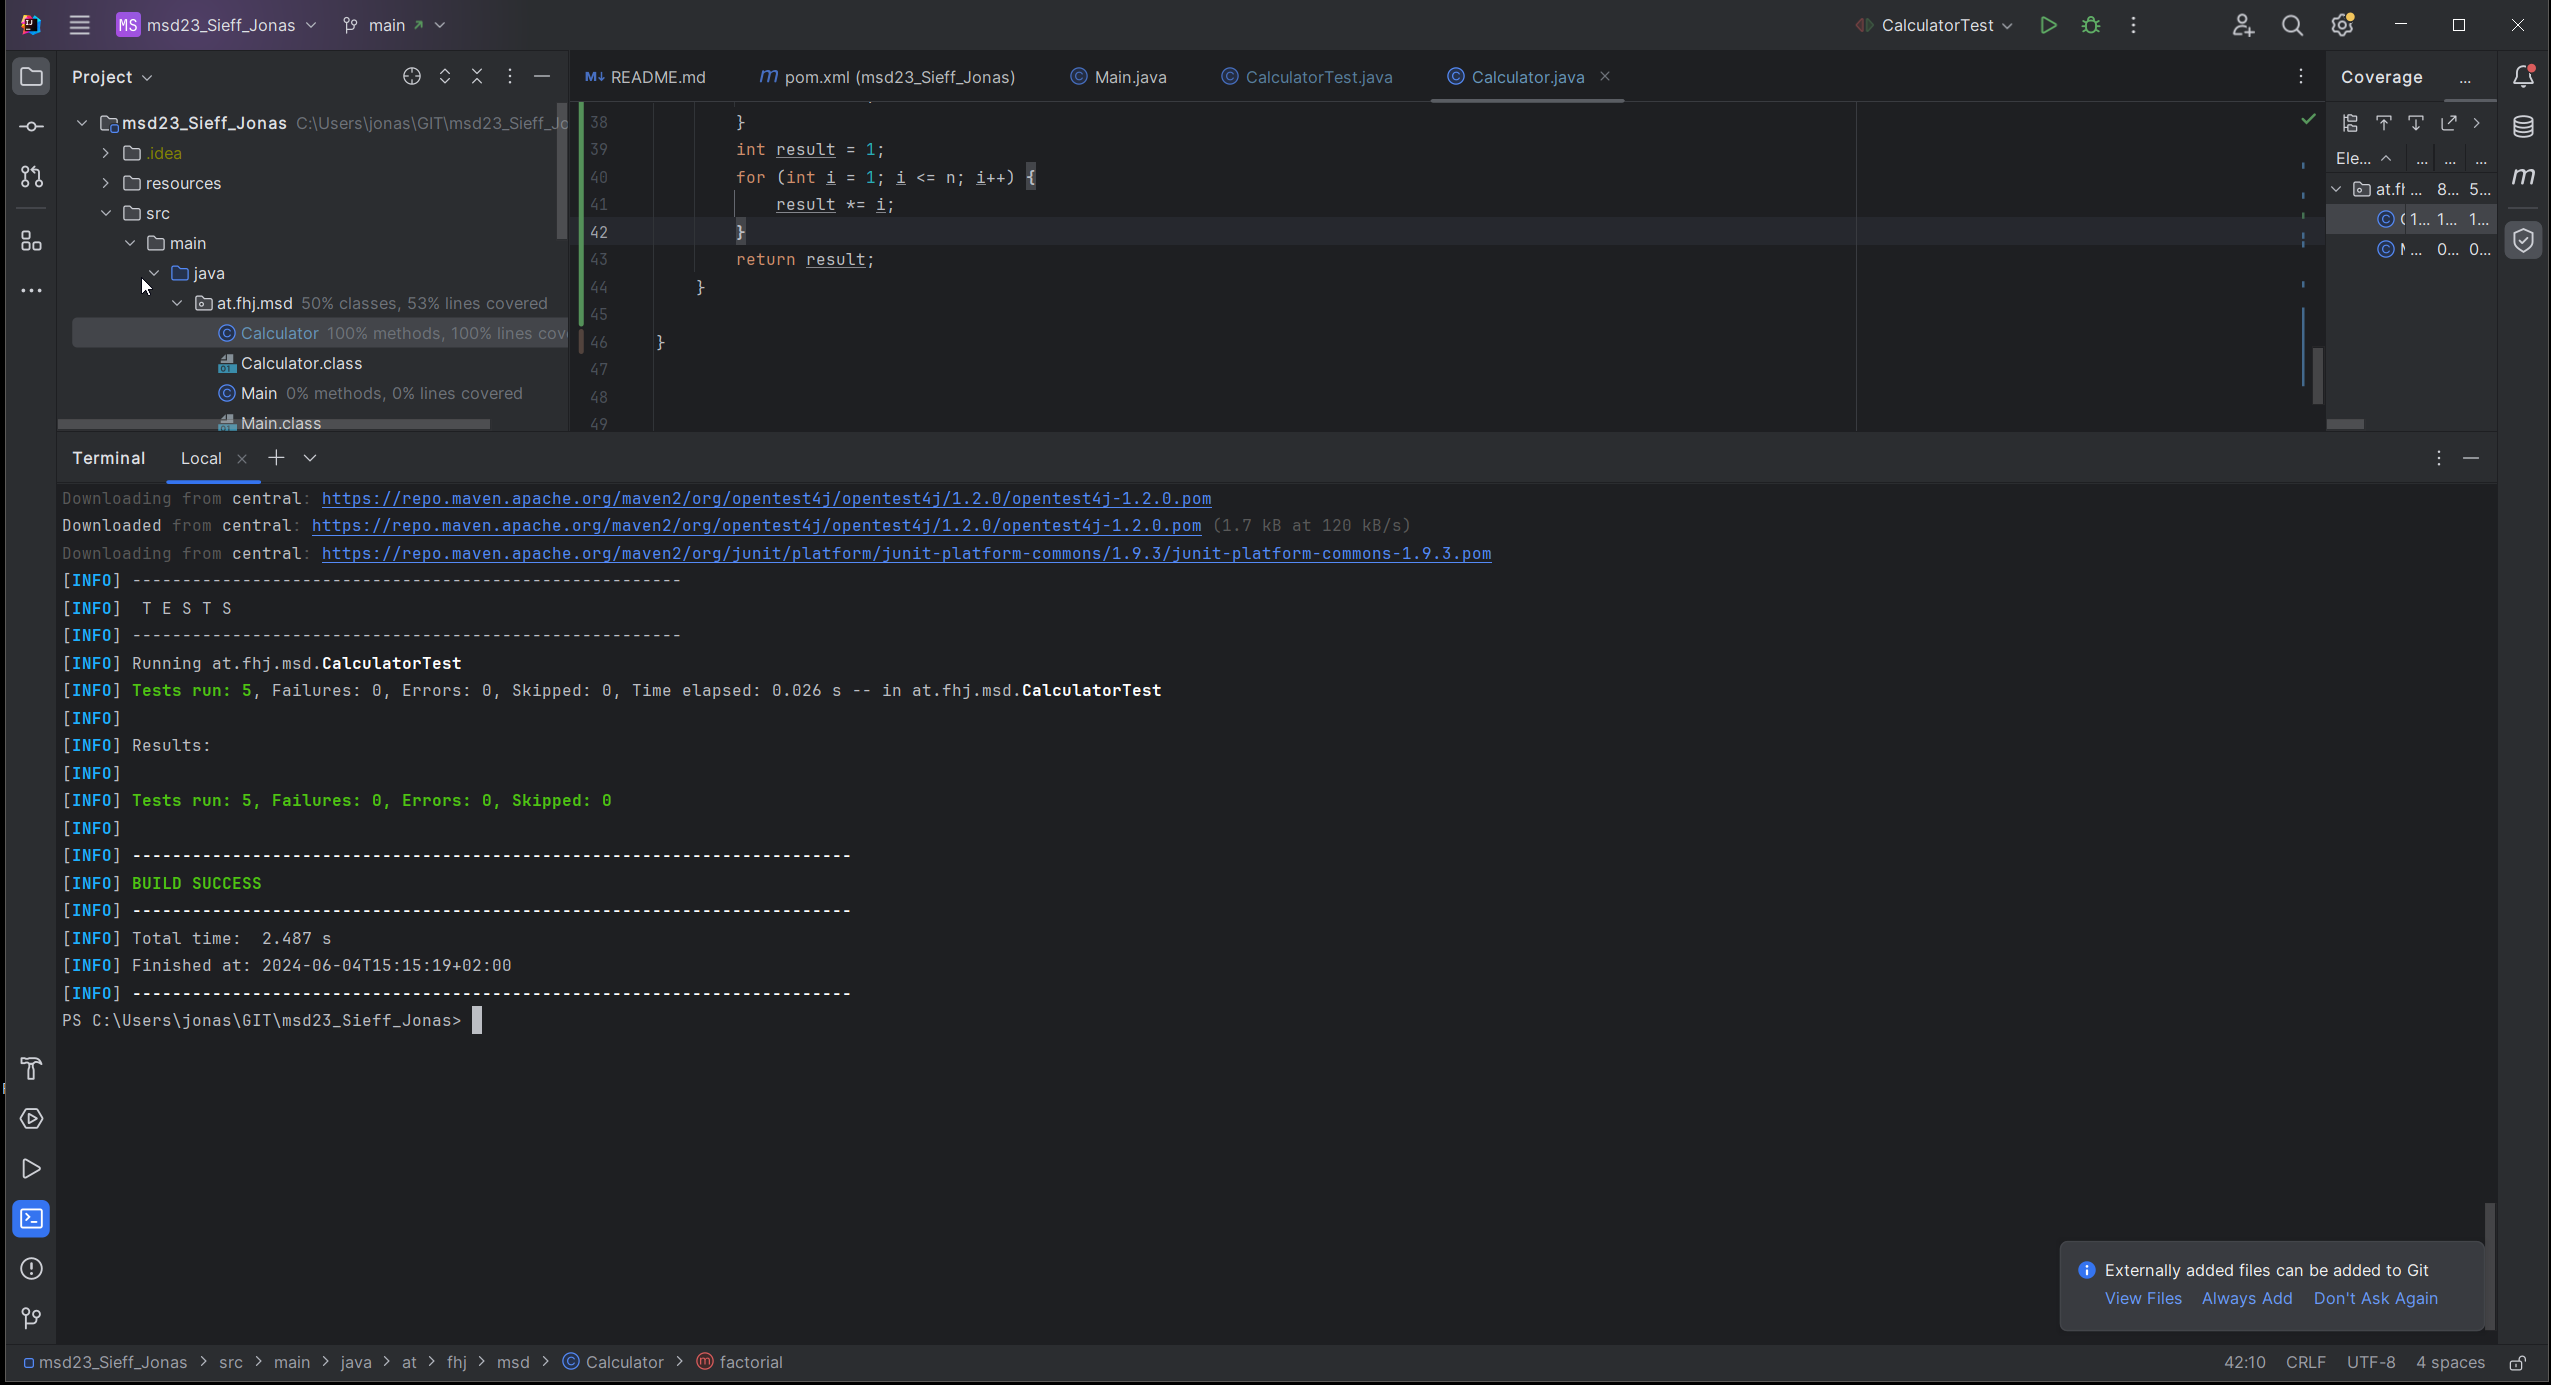 MS msd23_Sieff_Jonas main CalculatorTest
Project
README.md
pom.xml (msd23_Sieff_Jonas)
Main.java
CalculatorTest.java
Calculator.java
Coverage ...
msd23_Sieff_Jonas C:\Users\jonas\GIT\msd23_Sieff_Jo
.idea
resources
src
main
java
at.fhj.msd 50% classes, 53% lines covered
Calculator 100% methods, 100% lines cov
Calculator.class
Main 0% methods, 0% lines covered
Main.class
38 }
39 int result = 1;
40 for (int i = 1; i <= n; i++) {
41 result *= i;
42 }
43 return result;
44 }
45
46 }
47
48
49
Ele... ... ... ...
at.fh ... 8... 5...
C 1... 1... 1...
... 0... 0...
Terminal Local
Downloading from central: https://repo.maven.apache.org/maven2/org/opentest4j/opentest4j/1.2.0/opentest4j-1.2.0.pom
Downloaded from central: https://repo.maven.apache.org/maven2/org/opentest4j/opentest4j/1.2.0/opentest4j-1.2.0.pom (1.7 kB at 120 kB/s)
Downloading from central: https://repo.maven.apache.org/maven2/org/junit/platform/junit-platform-commons/1.9.3/junit-platform-commons-1.9.3.pom
[INFO] -------------------------------------------------------
[INFO]  T E S T S
[INFO] -------------------------------------------------------
[INFO] Running at.fhj.msd.CalculatorTest
[INFO] Tests run: 5, Failures: 0, Errors: 0, Skipped: 0, Time elapsed: 0.026 s -- in at.fhj.msd.CalculatorTest
[INFO]
[INFO] Results:
[INFO]
[INFO] Tests run: 5, Failures: 0, Errors: 0, Skipped: 0
[INFO]
[INFO] ------------------------------------------------------------------------
[INFO] BUILD SUCCESS
[INFO] ------------------------------------------------------------------------
[INFO] Total time:  2.487 s
[INFO] Finished at: 2024-06-04T15:15:19+02:00
[INFO] ------------------------------------------------------------------------
PS C:\Users\jonas\GIT\msd23_Sieff_Jonas>
Externally added files can be added to Git
View Files Always Add Don't Ask Again
msd23_Sieff_Jonas > src > main > java > at > fhj > msd > Calculator > factorial
42:10 CRLF UTF-8 4 spaces